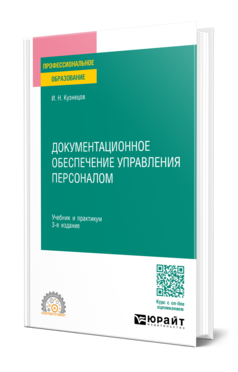 ПРОФЕССИОНАЛЬНОЕ
ОБРАЗОВАНИЕ
И. Н. Кузнецов
ДОКУМЕНТАЦИОННОЕ
ОБЕСПЕЧЕНИЕ УПРАВЛЕНИЯ
ПЕРСОНАЛОМ
Учебник и практикум
3-е издание
юрайт